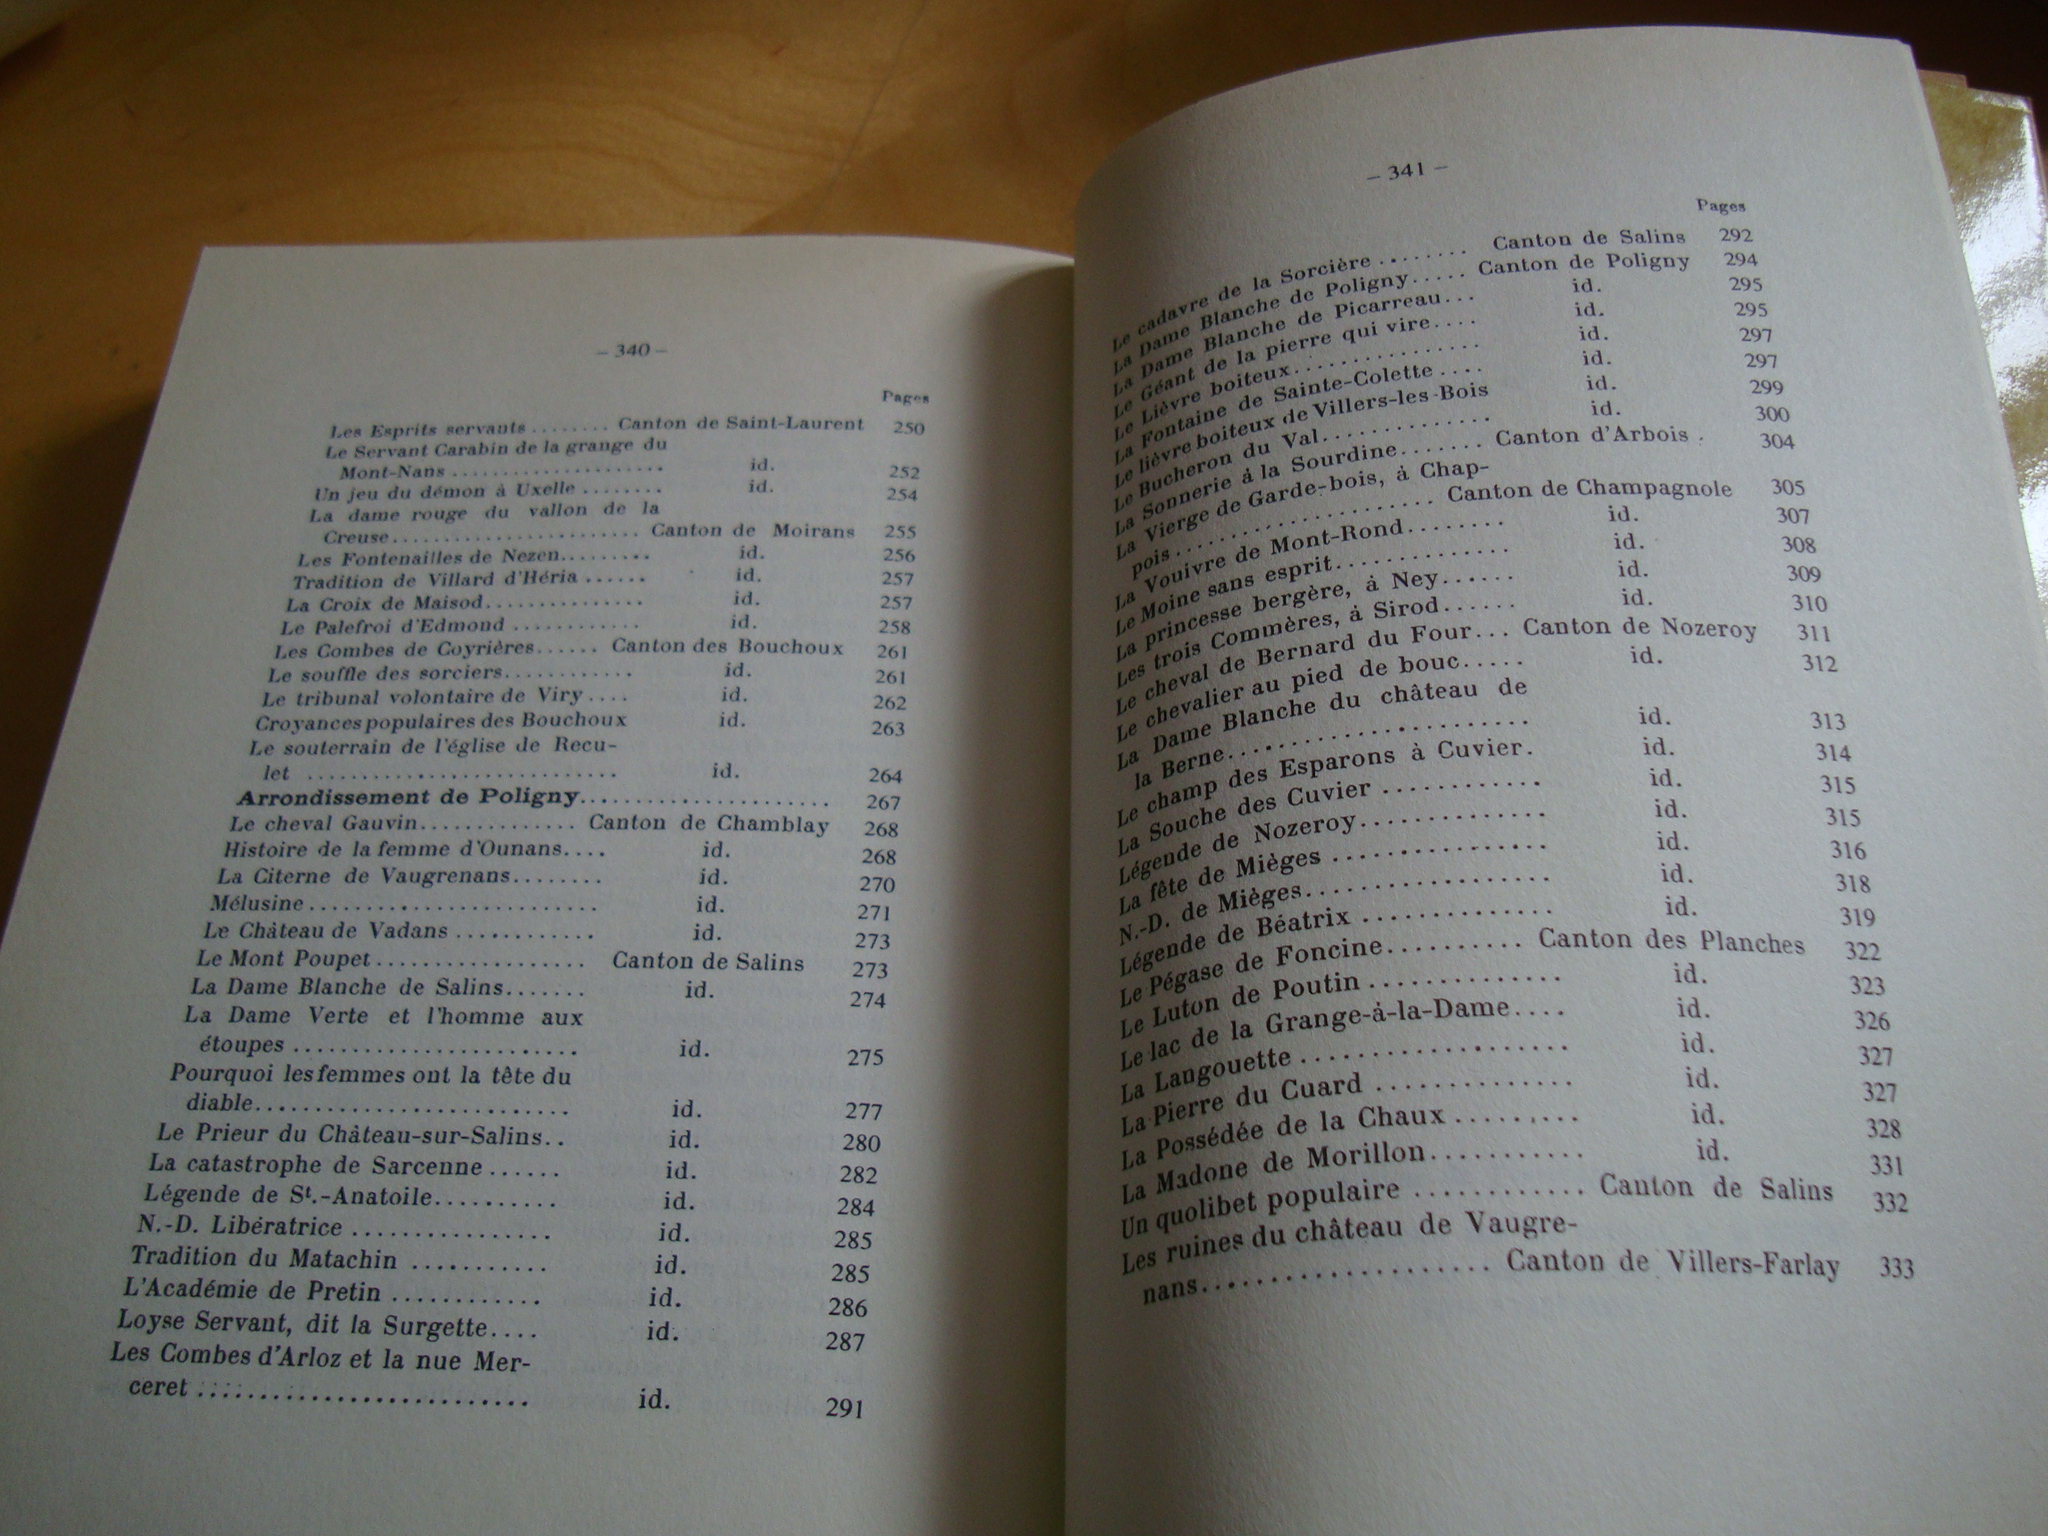 – 340 –
Pages
Les Esprits servants ........ Canton de Saint-Laurent 250
Le Servant Carabin de la grange du
Mont-Nans ..................... id. 252
Un jeu du démon à Uxelle ........ id. 254
La dame rouge du vallon de la
Creuse........................ Canton de Moirans 255
Les Fontenailles de Nezen......... id. 256
Tradition de Villard d'Héria ...... id. 257
La Croix de Maisod............... id. 257
Le Palefroi d'Edmond ............ id. 258
Les Combes de Coyrières...... Canton des Bouchoux 261
Le souffle des sorciers............ id. 261
Le tribunal volontaire de Viry .... id. 262
Croyances populaires des Bouchoux id. 263
Le souterrain de l'église de Recu-
let ........................... id. 264
Arrondissement de Poligny...................... 267
Le cheval Gauvin.............. Canton de Chamblay 268
Histoire de la femme d'Ounans.... id. 268
La Citerne de Vaugrenans........ id. 270
Mélusine......................... id. 271
Le Château de Vadans ............ id. 273
Le Mont Poupet.................. Canton de Salins 273
La Dame Blanche de Salins....... id. 274
La Dame Verte et l'homme aux
étoupes ........................ id. 275
Pourquoi les femmes ont la tête du
diable........................... id. 277
Le Prieur du Château-sur-Salins.. id. 280
La catastrophe de Sarcenne ...... id. 282
Légende de St.-Anatoile.......... id. 284
N.-D. Libératrice ................. id. 285
Tradition du Matachin ........... id. 285
L'Académie de Pretin ............ id. 286
Loyse Servant, dit la Surgette.... id. 287
Les Combes d'Arloz et la nue Mer-
ceret ............................ id. 291
– 341 –
Pages
Le cadavre de la Sorcière ........ Canton de Salins 292
La Dame Blanche de Poligny..... Canton de Poligny 294
La Dame Blanche de Picarreau... id. 295
Le Géant de la pierre qui vire.... id. 295
Le Lièvre boiteux............... id. 297
La Fontaine de Sainte-Colette .... id. 297
Le lièvre boiteux de Villers-les-Bois id. 299
Le Bucheron du Val.............. id. 300
La Sonnerie à la Sourdine....... Canton d'Arbois . 304
La Vierge de Garde-bois, à Chap-
pois...................... Canton de Champagnole 305
La Vouivre de Mont-Rond........ id. 307
Le Moine sans esprit............. id. 308
La princesse bergère, à Ney...... id. 309
Les trois Commères, à Sirod...... id. 310
Le cheval de Bernard du Four... Canton de Nozeroy 311
Le chevalier au pied de bouc..... id. 312
La Dame Blanche du château de
la Berne....................... id. 313
Le champ des Esparons à Cuvier. id. 314
La Souche des Cuvier ............ id. 315
Légende de Nozeroy.............. id. 315
La fête de Mièges ................ id. 316
N.-D. de Mièges.................. id. 318
Légende de Béatrix .............. id. 319
Le Pégase de Foncine.......... Canton des Planches 322
Le Luton de Poutin .............. id. 323
Le lac de la Grange-à-la-Dame.... id. 326
La Langouette ................... id. 327
La Pierre du Cuard .............. id. 327
La Possédée de la Chaux ......... id. 328
La Madone de Morillon........... id. 331
Un quolibet populaire ............ Canton de Salins 332
Les ruines du château de Vaugre-
nans...................... Canton de Villers-Farlay 333